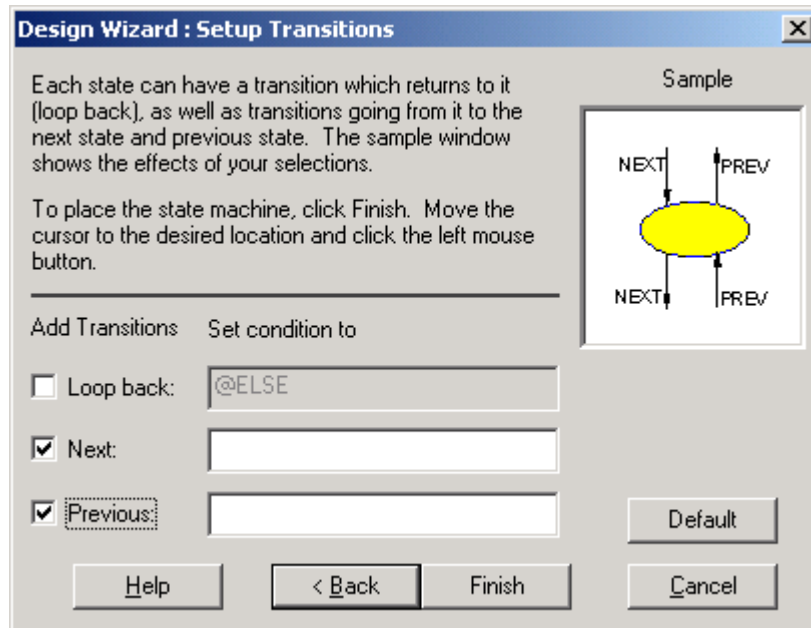 Design Wizard : Setup Transitions
Each state can have a transition which returns to it
(loop back), as well as transitions going from it to the
next state and previous state. The sample window
shows the effects of your selections.
To place the state machine, click Finish. Move the
cursor to the desired location and click the left mouse
button.
Sample
NEXT PREV
NEXT PREV
Add Transitions Set condition to
Loop back: @ELSE
Next:
Previous:
Default
Help < Back Finish Cancel